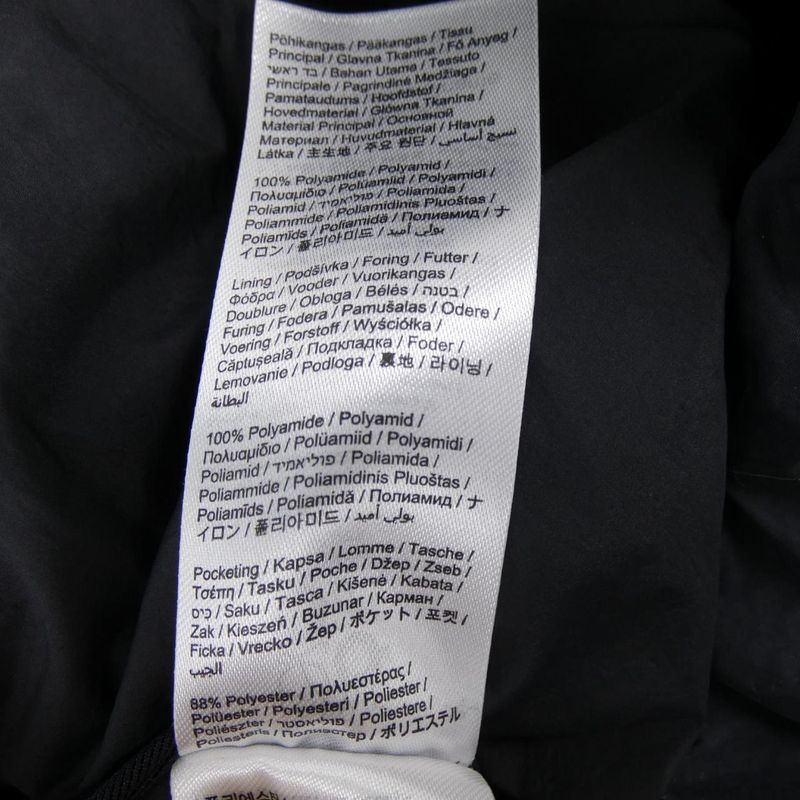 Põhikangas / Pääkangas / Tisau
Principal / Glavna Tkanina / Fő Anyag /
בד ראשי / Bahan Utama / Tessuto
Principale / Pagrindinė Medžiaga /
Pamataudums / Hoofdstof /
Hovedmaterial / Główna Tkanina /
Material Principal / Основной
Материал / Huvudmaterial / Hlavná
Látka / 主生地 / 주요 원단 / نسيج أساسي /
100% Polyamide / Polyamid /
Πολυαμίδιο / Polüamiid / Polyamidi /
Poliamid / פוליאמיד / Poliamida /
Poliammide / Poliamidinis Pluoštas /
Poliamīds / Poliamidă / Полиамид / ナ
イロン / 폴리아미드 / بولي أميد
Lining / Podšívka / Foring / Futter /
Φόδρα / Vooder / Vuorikangas /
Doublure / Obloga / Bélés / בטנה /
Furing / Fodera / Pamušalas / Odere /
Voering / Forstoff / Wyściółka /
Căptușeală / Подкладка / Foder /
Lemovanie / Podloga / 裏地 / 라이닝 /
البطانة
100% Polyamide / Polyamid /
Πολυαμίδιο / Polüamiid / Polyamidi /
Poliamid / פוליאמיד / Poliamida /
Poliammide / Poliamidinis Pluoštas /
Poliamīds / Poliamidă / Полиамид / ナ
イロン / 폴리아미드 / بولي أميد
Pocketing / Kapsa / Lomme / Tasche /
Τσέπη / Tasku / Poche / Džep / Zseb /
כיס / Saku / Tasca / Kišenė / Kabata /
Zak / Kieszeń / Buzunar / Карман /
Ficka / Vrecko / Žep / ポケット / 포켓 /
الجيب
88% Polyester / Πολυεστέρας /
Polüester / Polyesteri / Poliester /
Poliészter / פוליאסטר / Poliestere /
Poliesteris / Полиэстер / ポリエステル